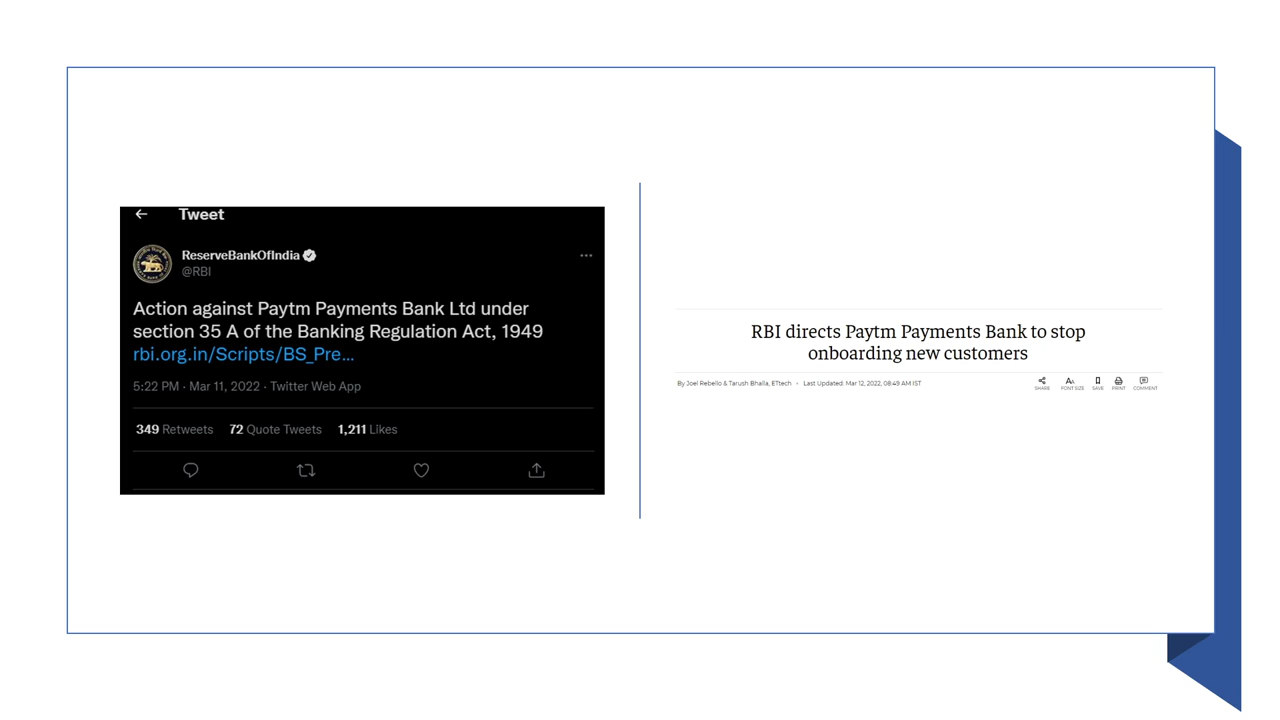 Tweet
ReserveBankOfIndia
@RBI
Action against Paytm Payments Bank Ltd under
section 35 A of the Banking Regulation Act, 1949
rbi.org.in/Scripts/BS_Pre...
5:22 PM · Mar 11, 2022 · Twitter Web App
349 Retweets 72 Quote Tweets 1,211 Likes
RBI directs Paytm Payments Bank to stop
onboarding new customers
By Joel Rebello & Tarush Bhalla, ETtech • Last Updated: Mar 12, 2022, 08:49 AM IST
SHARE FONT SIZE SAVE PRINT COMMENT